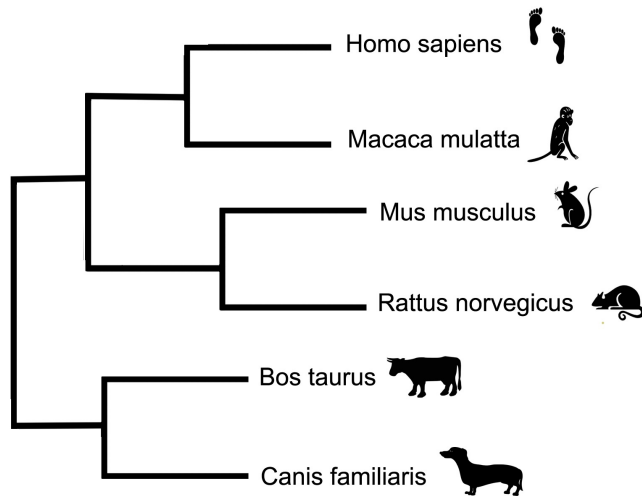 Homo sapiens
Macaca mulatta
Mus musculus
Rattus norvegicus
Bos taurus
Canis familiaris